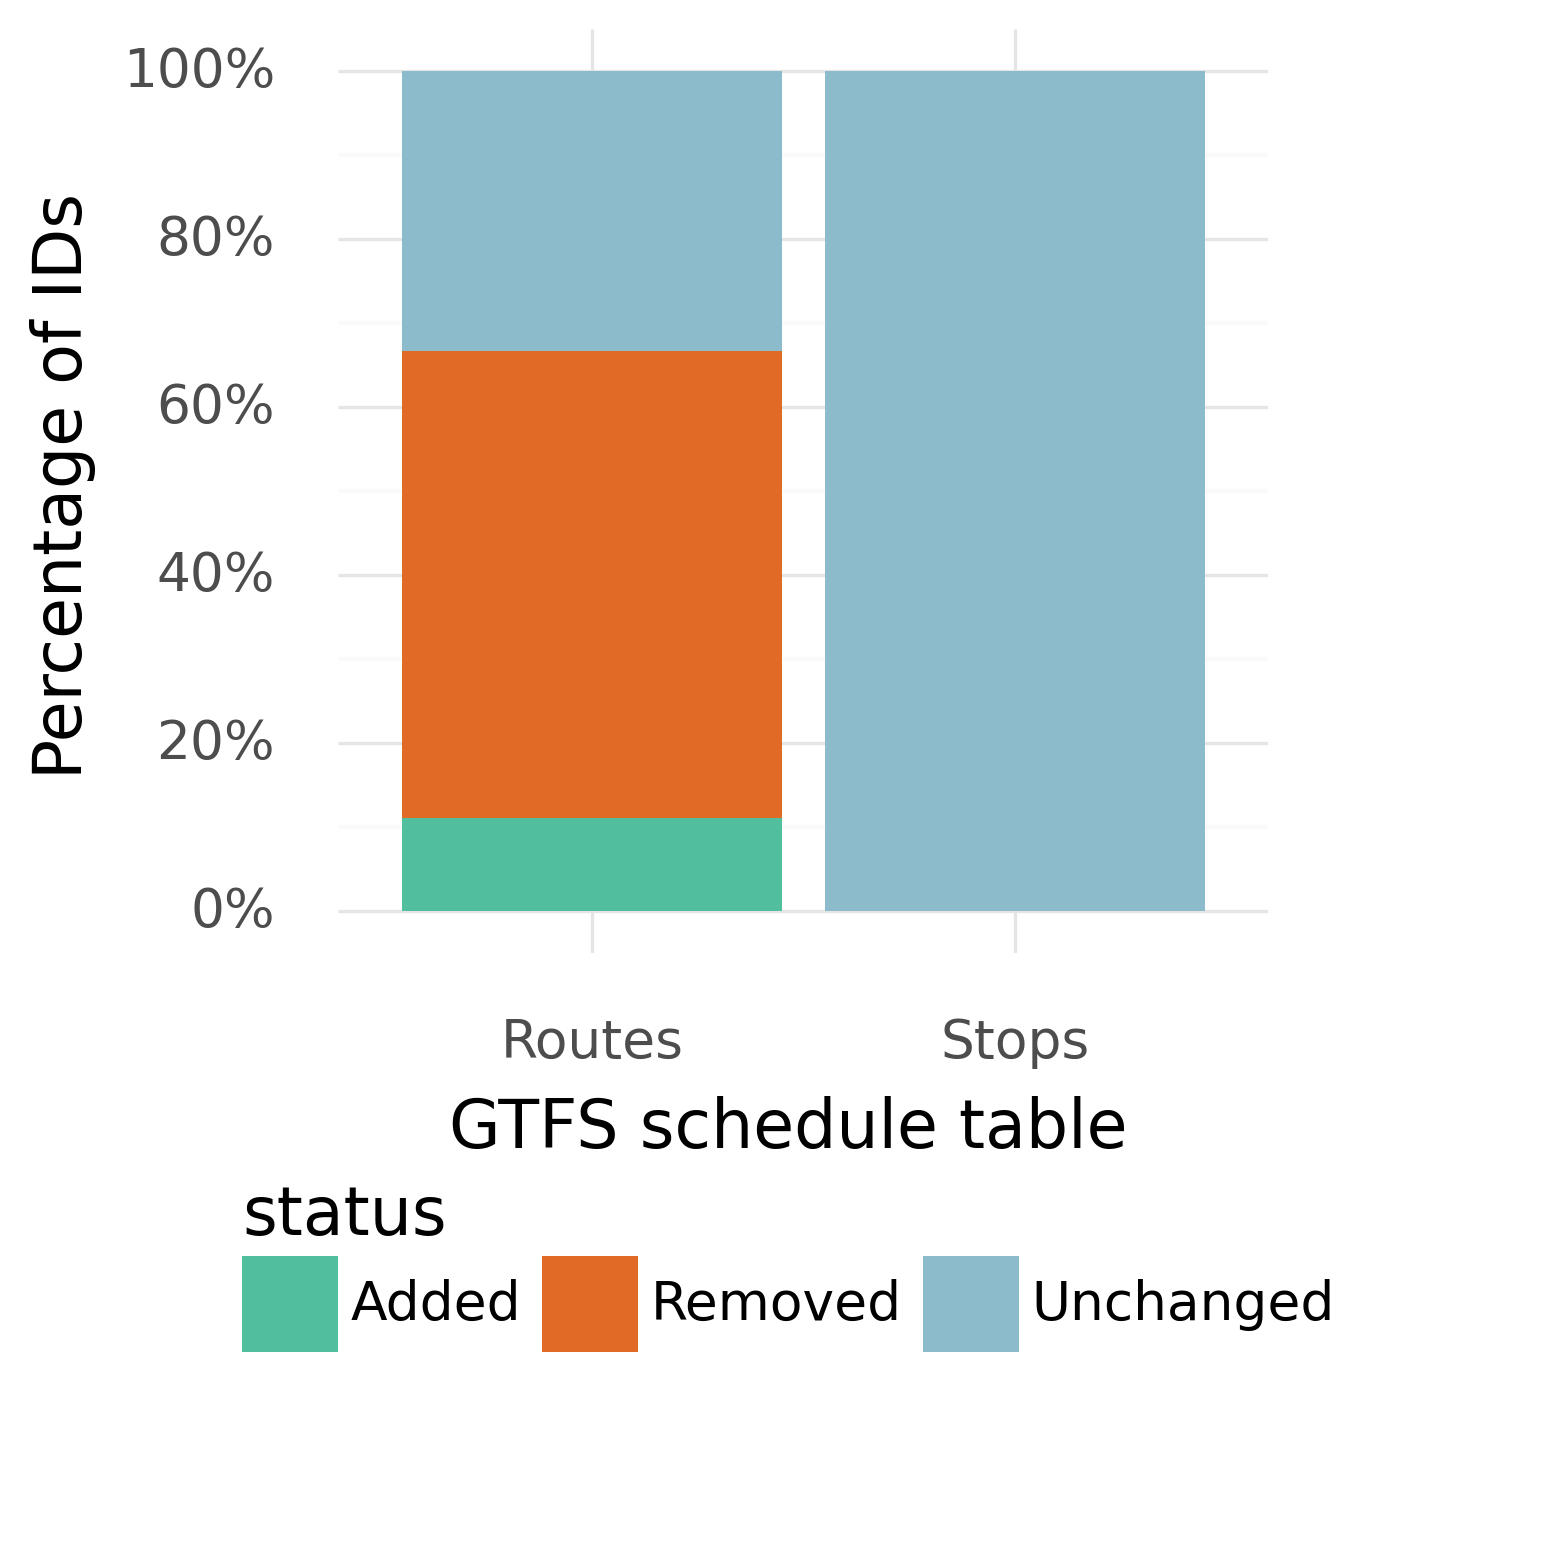 100%
80%
60%
40%
20%
0%
Percentage of IDs
Routes Stops
GTFS schedule table
status
Added Removed Unchanged